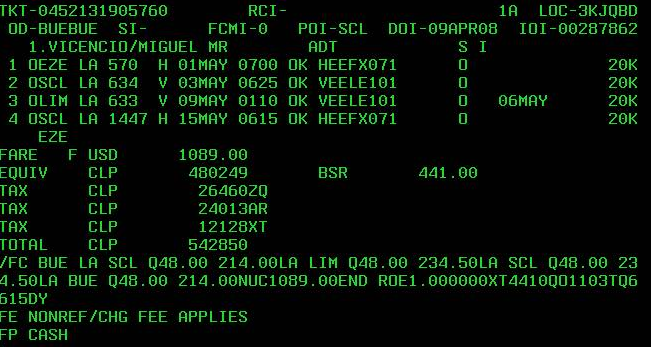 TKT-0452131905760 RCI- 1A LOC-3KJQBD
OD-BUEBUE SI- FCMI-0 POI-SCL DOI-09APR08 IOI-00287862
1.VICENCIO/MIGUEL MR ADT S I
1 OEZE LA 570 H 01MAY 0700 OK HEEFX071 O 20K
2 OSCL LA 634 V 03MAY 0625 OK VEELE101 O 20K
3 OLIM LA 633 V 09MAY 0110 OK VEELE101 O 06MAY 20K
4 OSCL LA 1447 H 15MAY 0615 OK HEEFX071 O 20K
EZE
FARE F USD 1089.00
EQUIV CLP 480249 BSR 441.00
TAX CLP 26460ZQ
TAX CLP 24013AR
TAX CLP 12128XT
TOTAL CLP 542850
/FC BUE LA SCL Q48.00 214.00LA LIM Q48.00 234.50LA SCL Q48.00 23
4.50LA BUE Q48.00 214.00NUC1089.00END ROE1.000000XT4410QO1103TQ6
615DY
FE NONREF/CHG FEE APPLIES
FP CASH